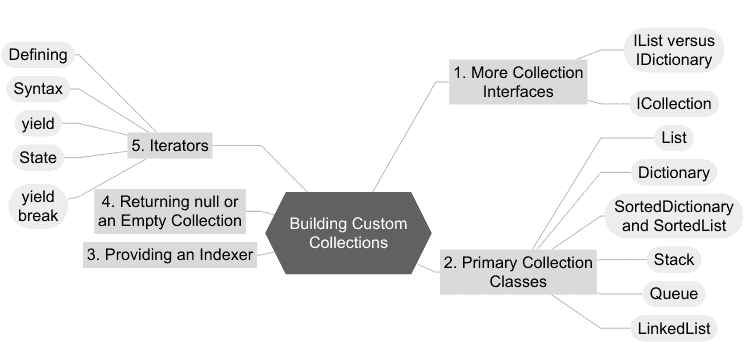 Building Custom
Collections
1. More Collection
Interfaces
IList versus
IDictionary
ICollection
2. Primary Collection
Classes
List
Dictionary
SortedDictionary
and SortedList
Stack
Queue
LinkedList
3. Providing an Indexer
4. Returning null or
an Empty Collection
5. Iterators
Defining
Syntax
yield
State
yield
break